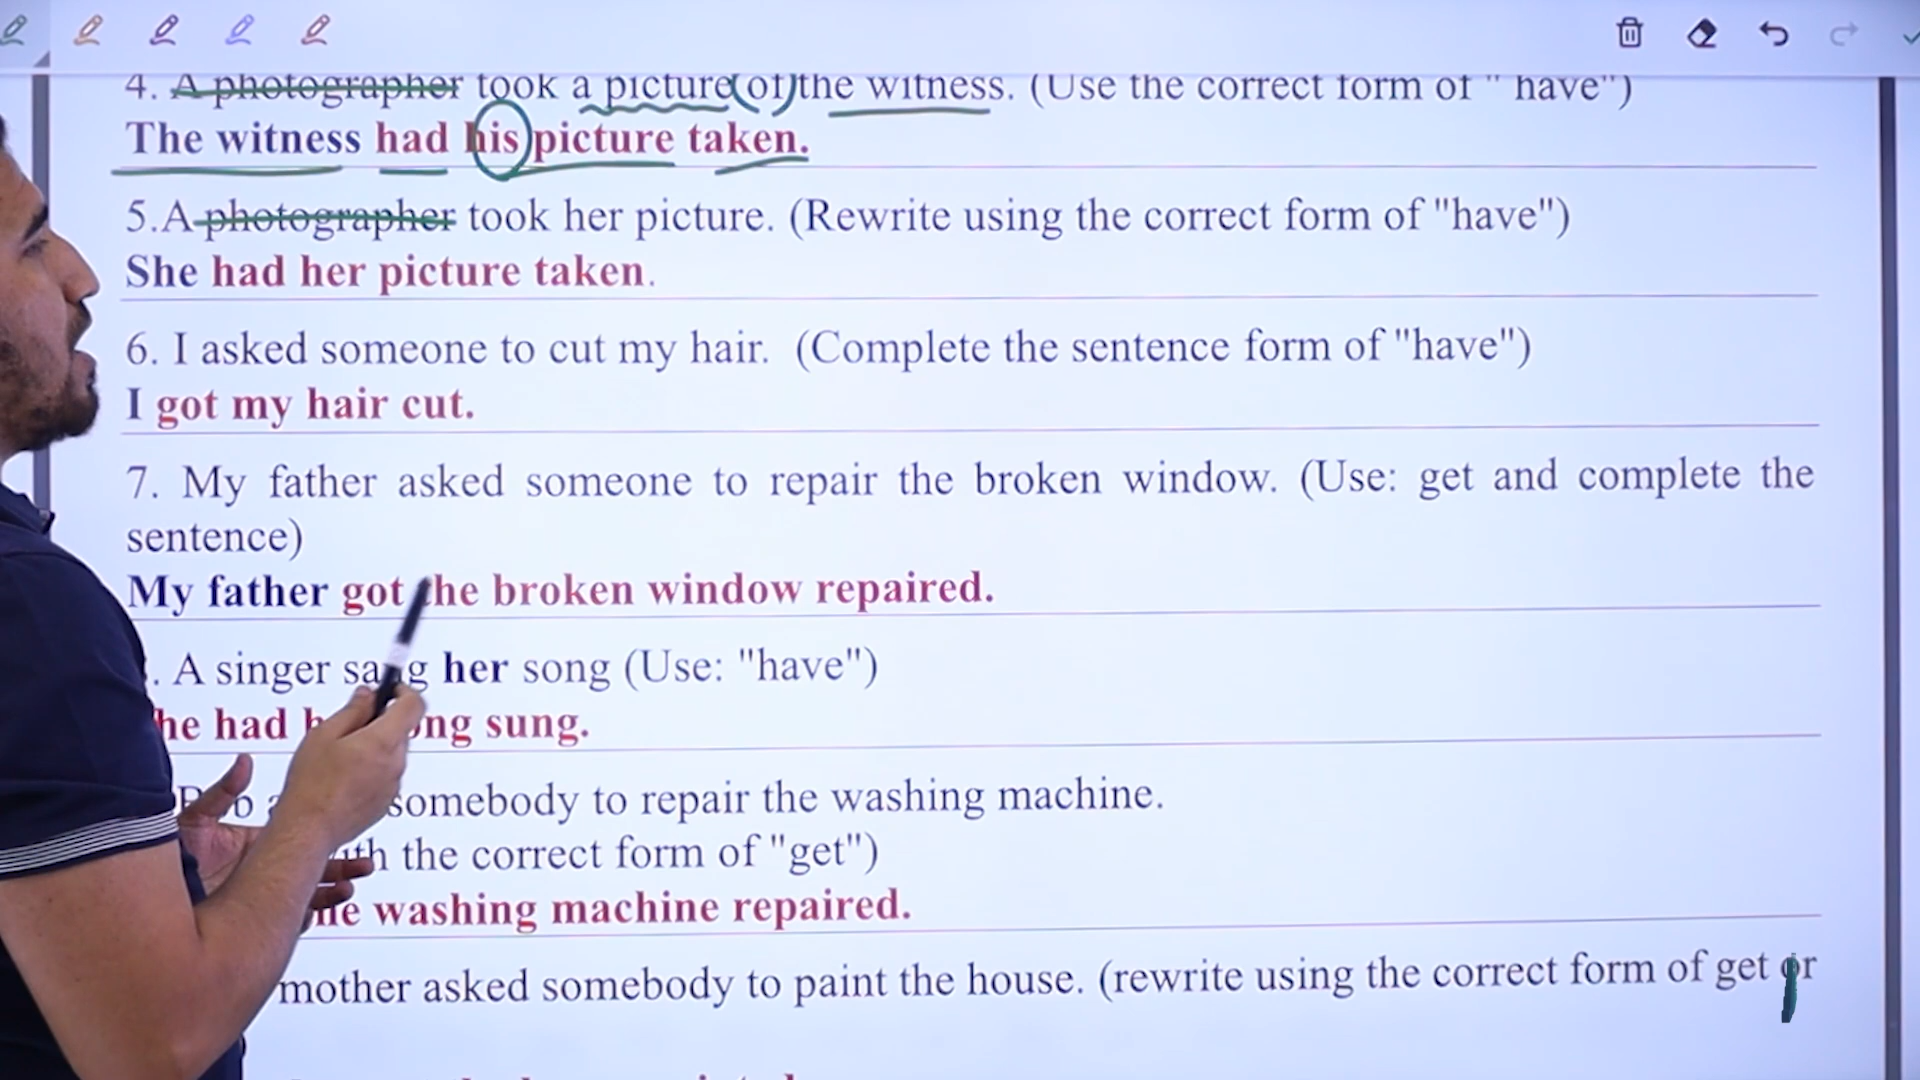 4. A photographer took a picture of the witness. (Use the correct form of " have")
The witness had his picture taken.
5.A photographer took her picture. (Rewrite using the correct form of "have")
She had her picture taken.
6. I asked someone to cut my hair. (Complete the sentence form of "have")
I got my hair cut.
7. My father asked someone to repair the broken window. (Use: get and complete the
sentence)
My father got the broken window repaired.
. A singer sang her song (Use: "have")
had sung.
somebody to repair the washing machine.
the correct form of "get")
washing machine repaired.
mother asked somebody to paint the house. (rewrite using the correct form of get or